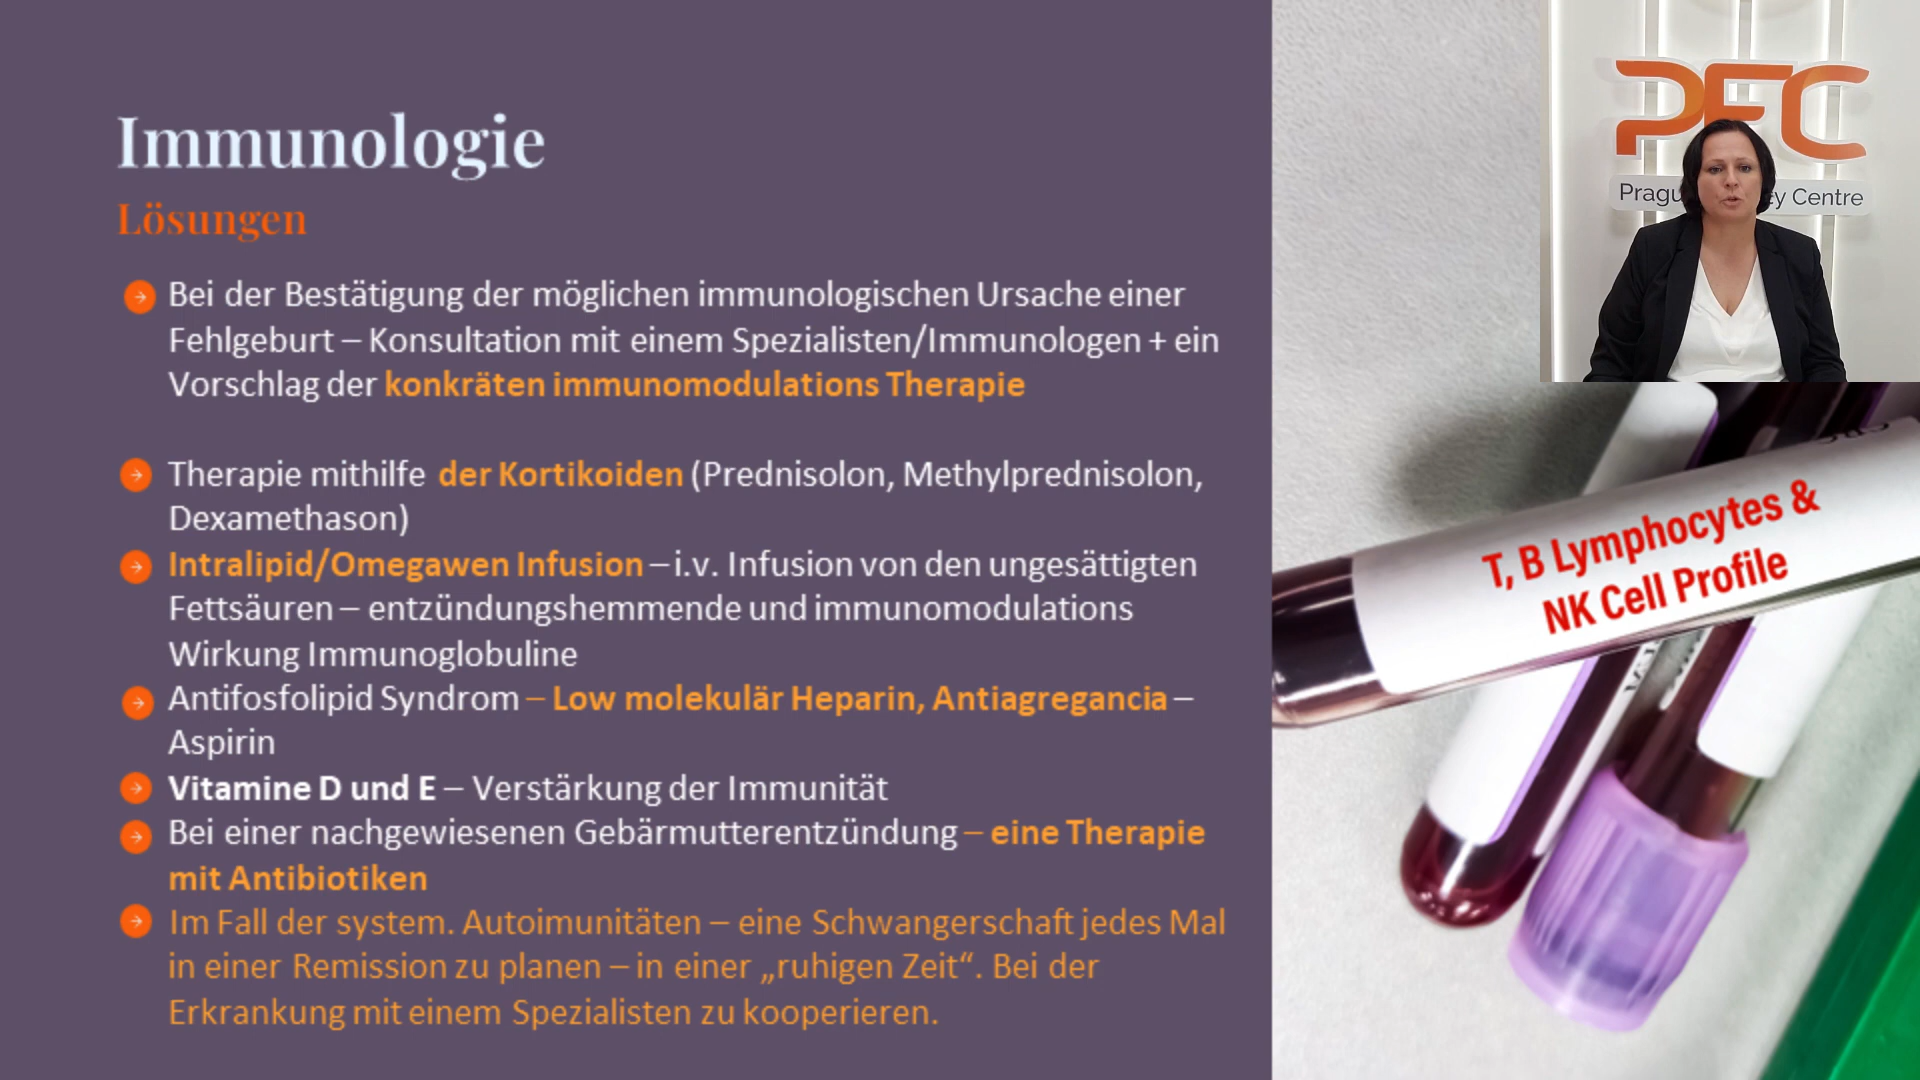 Immunologie
Lösungen
Bei der Bestätigung der möglichen immunologischen Ursache einer
Fehlgeburt – Konsultation mit einem Spezialisten/Immunologen + ein
Vorschlag der konkräten immunomodulations Therapie
Therapie mithilfe der Kortikoiden (Prednisolon, Methylprednisolon,
Dexamethason)
Intralipid/Omegawen Infusion – i.v. Infusion von den ungesättigten
Fettsäuren – entzündungshemmende und immunomodulations
Wirkung Immunoglobuline
Antifosfolipid Syndrom – Low molekulär Heparin, Antiagregancia –
Aspirin
Vitamine D und E – Verstärkung der Immunität
Bei einer nachgewiesenen Gebärmutterentzündung – eine Therapie
mit Antibiotiken
Im Fall der system. Autoimunitäten – eine Schwangerschaft jedes Mal
in einer Remission zu planen – in einer „ruhigen Zeit“. Bei der
Erkrankung mit einem Spezialisten zu kooperieren.
PFC
Centre
T, B Lymphocytes &
NK Cell Profile